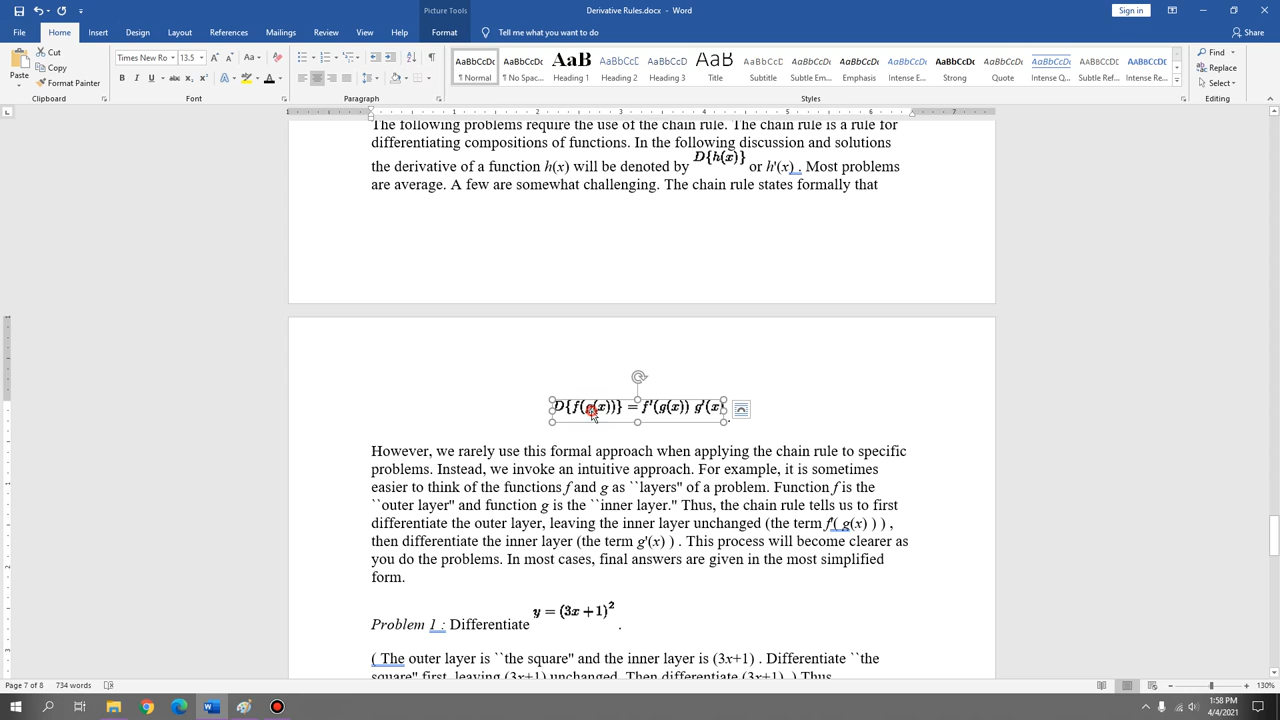 Picture Tools
Derivative Rules.docx - Word
Sign in
File Home Insert Draw Design Layout References Mailings Review View Help Format Tell me what you want to do Share
Cut
Copy
Format Painter
Paste
Times New Ro 13.5
AaBbCcDc AaBbCcDc AaB AaBbCcD AaBbCcD AaB AaBbCcD AaBbCcDc AaBbCcDc AaBbCcDc AaBbCcDc AaBbCcDc AaBbCcDc AaBbCcDc AaBbCcDc
¶ Normal ¶ No Spac... Heading 1 Heading 2 Heading 3 Title Subtitle Subtle Em... Emphasis Intense E... Strong Quote Intense Q... Subtle Ref... Intense Re...
Find
Replace
Select
Clipboard Font Paragraph Styles Editing
The following problems require the use of the chain rule. The chain rule is a rule for
differentiating compositions of functions. In the following discussion and solutions
the derivative of a function h(x) will be denoted by D{h(x)} or h'(x) . Most problems
are average. A few are somewhat challenging. The chain rule states formally that
D{f(g(x))} = f'(g(x)) g'(x) .
However, we rarely use this formal approach when applying the chain rule to specific
problems. Instead, we invoke an intuitive approach. For example, it is sometimes
easier to think of the functions f and g as ``layers'' of a problem. Function f is the
``outer layer'' and function g is the ``inner layer.'' Thus, the chain rule tells us to first
differentiate the outer layer, leaving the inner layer unchanged (the term f'( g(x) ) ) ,
then differentiate the inner layer (the term g'(x) ) . This process will become clearer as
you do the problems. In most cases, final answers are given in the most simplified
form.
Problem 1 : Differentiate y = (3x + 1)² .
( The outer layer is ``the square'' and the inner layer is (3x+1) . Differentiate ``the
square'' first, leaving (3x+1) unchanged. Then differentiate (3x+1). ) Thus,
Page 7 of 8 734 words 130%
1:58 PM
4/4/2021